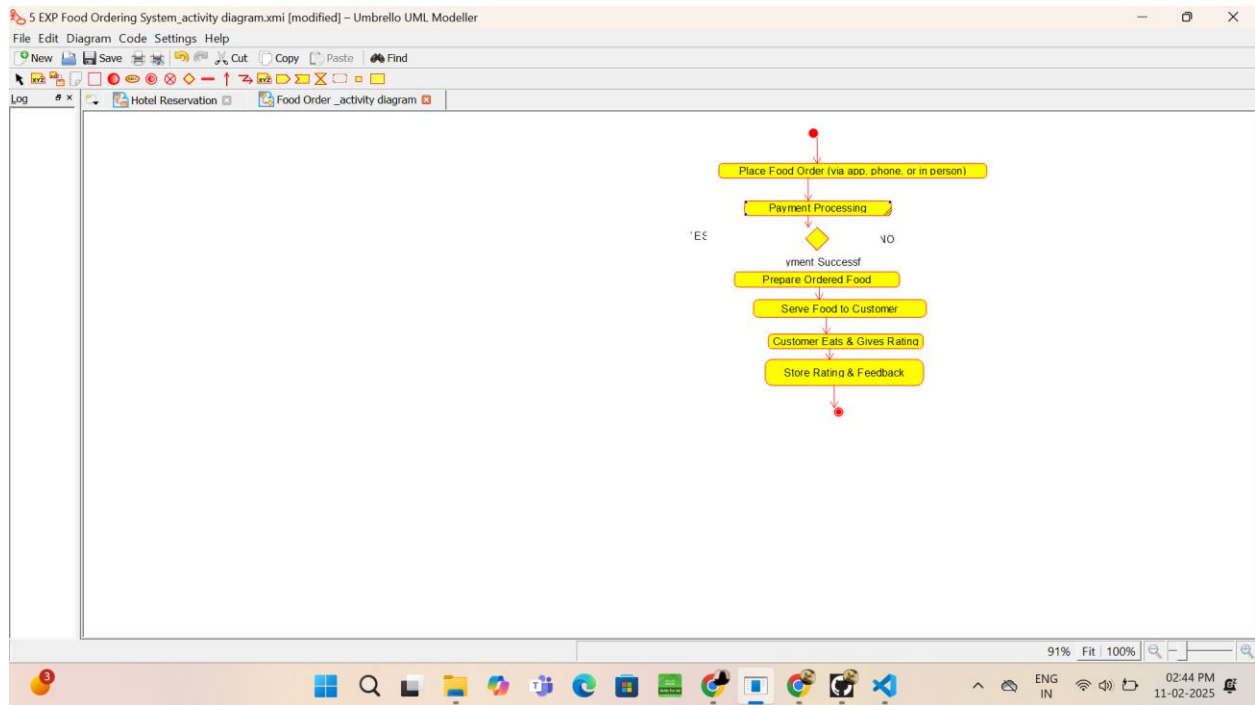 5 EXP Food Ordering System_activity diagram.xmi [modified] – Umbrello UML Modeller
File Edit Diagram Code Settings Help
New Save Cut Copy Paste Find
Log Hotel Reservation Food Order _activity diagram
Place Food Order (via app, phone, or in person)
Payment Processing
ES NO
yment Successf
Prepare Ordered Food
Serve Food to Customer
Customer Eats & Gives Rating
Store Rating & Feedback
91% Fit 100%
3
ENG
IN
02:44 PM
11-02-2025